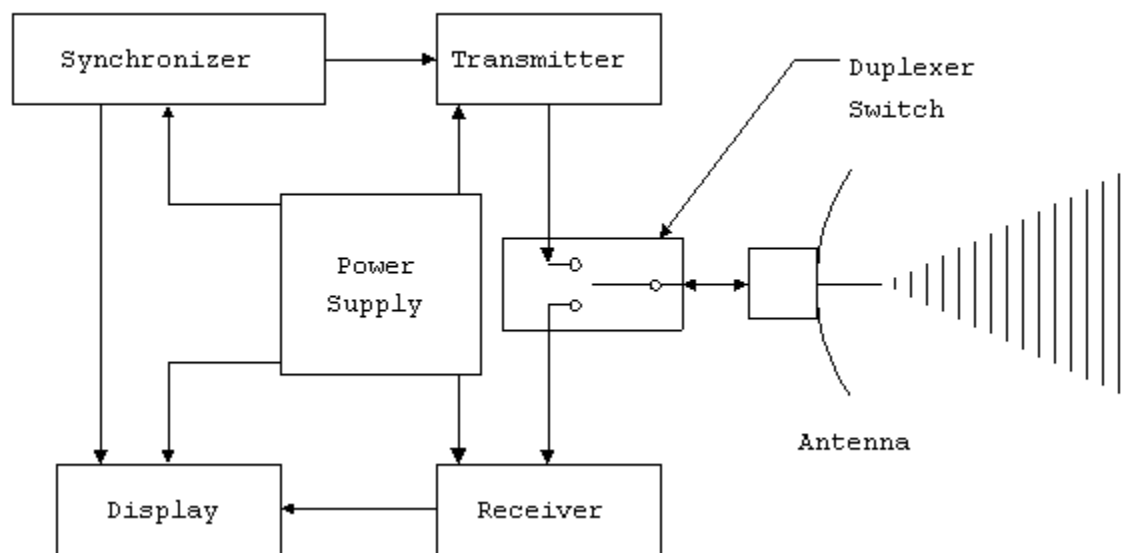 Synchronizer
Transmitter
Duplexer
Switch
Power
Supply
Antenna
Display
Receiver